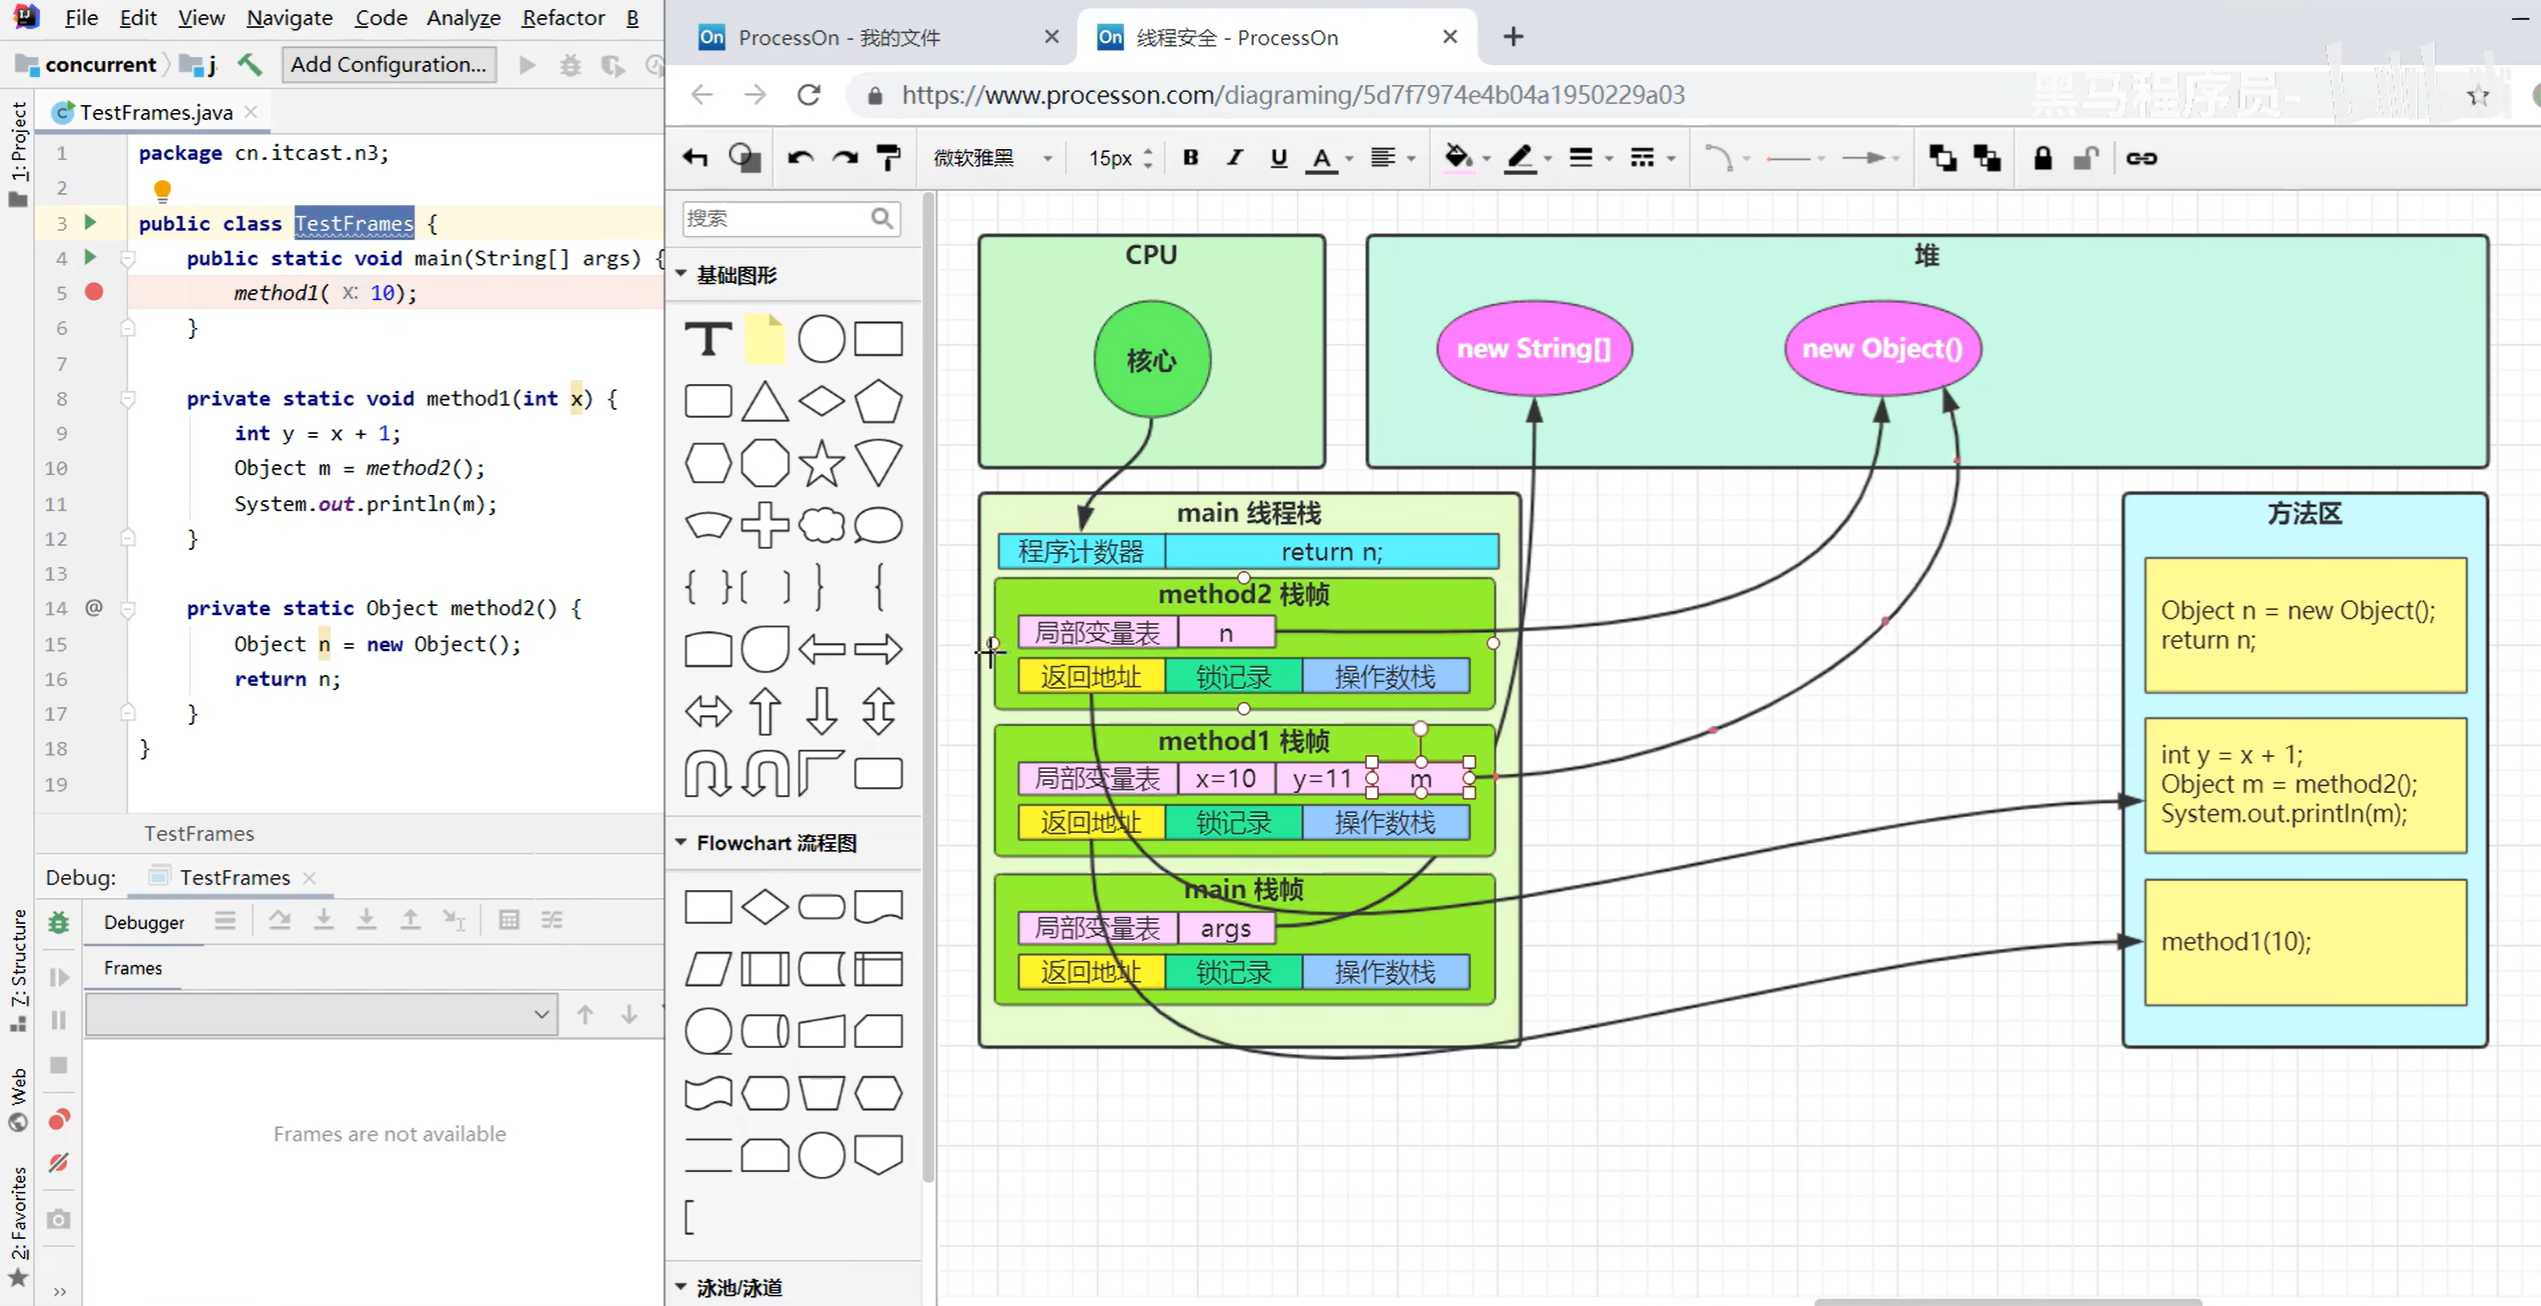 File Edit View Navigate Code Analyze Refactor B
concurrent j Add Configuration...
TestFrames.java
1: Project
1 package cn.itcast.n3;
2
3 public class TestFrames {
4 public static void main(String[] args) {
5 method1( x: 10);
6 }
7
8 private static void method1(int x) {
9 int y = x + 1;
10 Object m = method2();
11 System.out.println(m);
12 }
13
14 @ private static Object method2() {
15 Object n = new Object();
16 return n;
17 }
18 }
19
TestFrames
Debug: TestFrames
Debugger
Frames
Frames are not available
7: Structure
Web
2: Favorites
ProcessOn - 我的文件
线程安全 - ProcessOn
https://www.processon.com/diagraming/5d7f7974e4b04a1950229a03
黑马程序员-
微软雅黑 15px B I U A
搜索
基础图形
Flowchart 流程图
泳池/泳道
CPU
核心
堆
new String[]
new Object()
main 线程栈
程序计数器 return n;
method2 栈帧
局部变量表 n
返回地址 锁记录 操作数栈
method1 栈帧
局部变量表 x=10 y=11 m
返回地址 锁记录 操作数栈
main 栈帧
局部变量表 args
返回地址 锁记录 操作数栈
方法区
Object n = new Object();
return n;
int y = x + 1;
Object m = method2();
System.out.println(m);
method1(10);